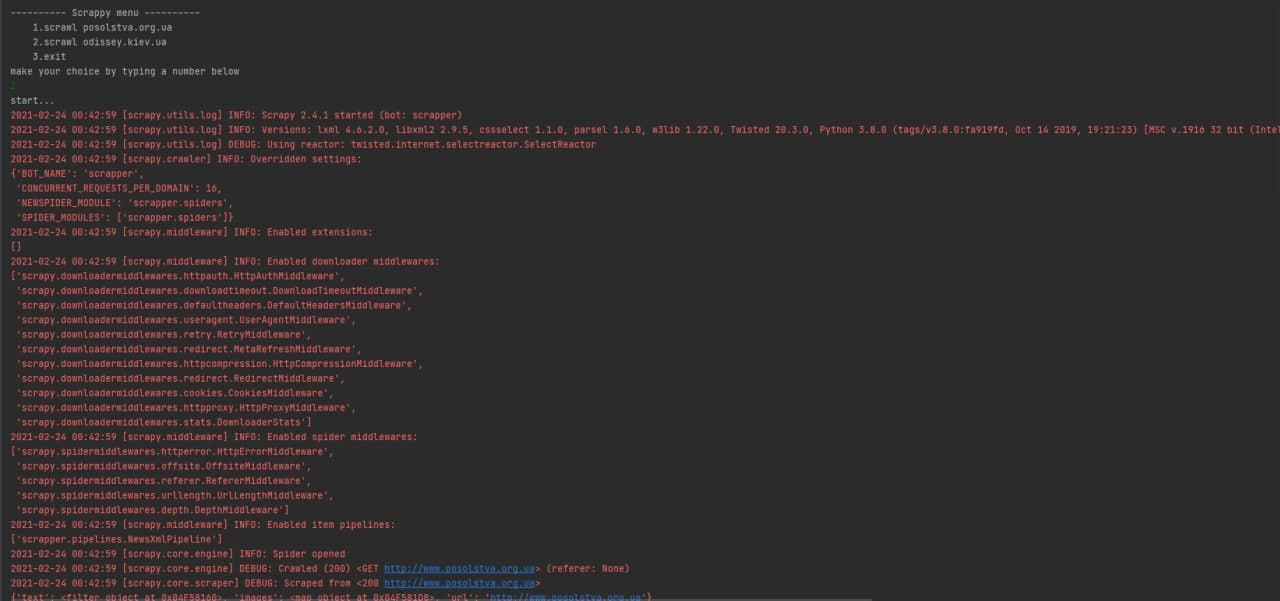 ---------- Scrappy menu ----------
1.scrawl posolstva.org.ua
2.scrawl odissey.kiev.ua
3.exit
make your choice by typing a number below
start...
2021-02-24 00:42:59 [scrapy.utils.log] INFO: Scrapy 2.4.1 started (bot: scrapper)
2021-02-24 00:42:59 [scrapy.utils.log] INFO: Versions: lxml 4.6.2.0, libxml2 2.9.5, cssselect 1.1.0, parsel 1.6.0, w3lib 1.22.0, Twisted 20.3.0, Python 3.8.0 (tags/v3.8.0:fa919fd, Oct 14 2019, 19:21:23) [MSC v.1916 32 bit (Inte
2021-02-24 00:42:59 [scrapy.utils.log] DEBUG: Using reactor: twisted.internet.selectreactor.SelectReactor
2021-02-24 00:42:59 [scrapy.crawler] INFO: Overridden settings:
{'BOT_NAME': 'scrapper',
'CONCURRENT_REQUESTS_PER_DOMAIN': 16,
'NEWSPIDER_MODULE': 'scrapper.spiders',
'SPIDER_MODULES': ['scrapper.spiders']}
2021-02-24 00:42:59 [scrapy.middleware] INFO: Enabled extensions:
[]
2021-02-24 00:42:59 [scrapy.middleware] INFO: Enabled downloader middlewares:
['scrapy.downloadermiddlewares.httpauth.HttpAuthMiddleware',
'scrapy.downloadermiddlewares.downloadtimeout.DownloadTimeoutMiddleware',
'scrapy.downloadermiddlewares.defaultheaders.DefaultHeadersMiddleware',
'scrapy.downloadermiddlewares.useragent.UserAgentMiddleware',
'scrapy.downloadermiddlewares.retry.RetryMiddleware',
'scrapy.downloadermiddlewares.redirect.MetaRefreshMiddleware',
'scrapy.downloadermiddlewares.httpcompression.HttpCompressionMiddleware',
'scrapy.downloadermiddlewares.redirect.RedirectMiddleware',
'scrapy.downloadermiddlewares.cookies.CookiesMiddleware',
'scrapy.downloadermiddlewares.httpproxy.HttpProxyMiddleware',
'scrapy.downloadermiddlewares.stats.DownloaderStats']
2021-02-24 00:42:59 [scrapy.middleware] INFO: Enabled spider middlewares:
['scrapy.spidermiddlewares.httperror.HttpErrorMiddleware',
'scrapy.spidermiddlewares.offsite.OffsiteMiddleware',
'scrapy.spidermiddlewares.referer.RefererMiddleware',
'scrapy.spidermiddlewares.urllength.UrlLengthMiddleware',
'scrapy.spidermiddlewares.depth.DepthMiddleware']
2021-02-24 00:42:59 [scrapy.middleware] INFO: Enabled item pipelines:
['scrapper.pipelines.NewsXmlPipeline']
2021-02-24 00:42:59 [scrapy.core.engine] INFO: Spider opened
2021-02-24 00:42:59 [scrapy.core.engine] DEBUG: Crawled (200) <GET http://www.posolstva.org.ua> (referer: None)
2021-02-24 00:42:59 [scrapy.core.scraper] DEBUG: Scraped from <200 http://www.posolstva.org.ua>
{'text': <filter object at 0x04F58160>, 'images': <map object at 0x04F581D8>, 'url': 'http://www.posolstva.org.ua'}